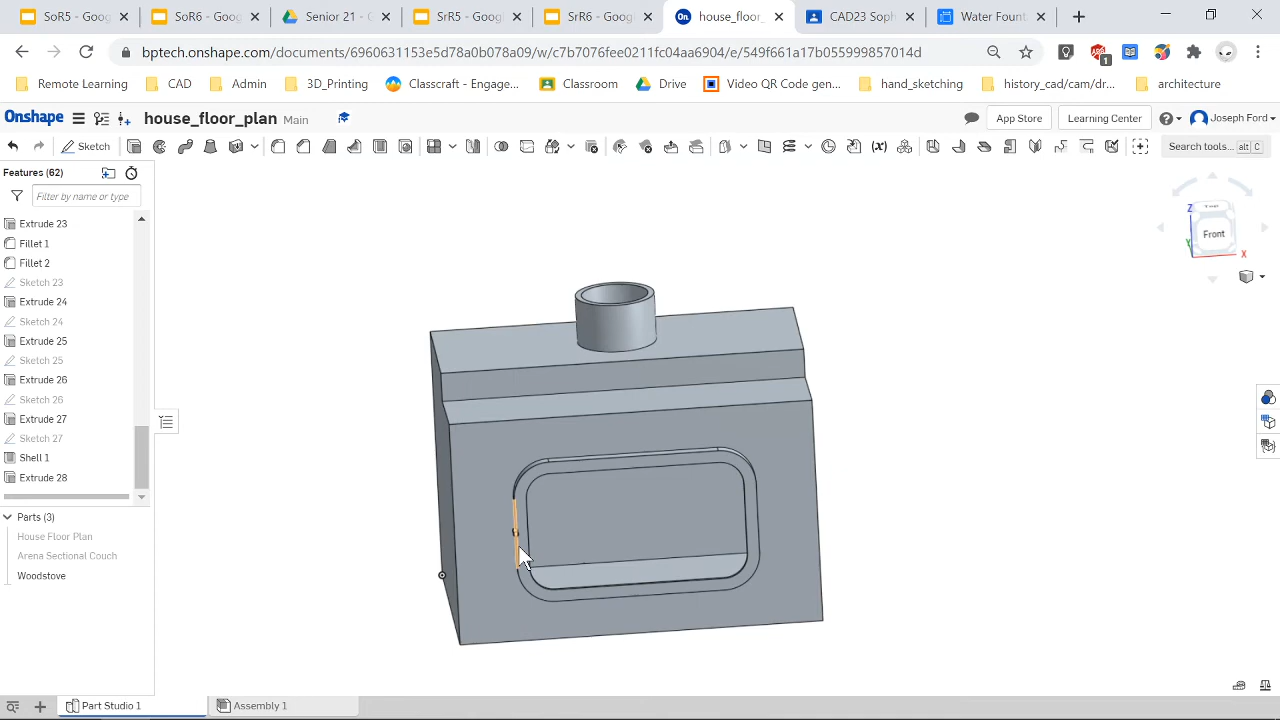 SoR5 - Goog
SoR6 - Goog
Senior 21 -
SrR5 - Goog
SrR6
house_floor_
CAD22 Soph
Water Fount
bptech.onshape.com/documents/6960631153e5d78a0b078a09/w/c7b7076fee0211fc04aa6904/e/549f661a17b055999857014d
1
Remote Learning
CAD
Admin
3D_Printing
Classcraft - Engage...
Classroom
Drive
Video QR Code gen...
hand_sketching
history_cad/cam/dr...
architecture
Onshape
house_floor_plan
Main
App Store
Learning Center
Joseph Ford
Sketch
Search tools...
alt C
Features (62)
Filter by name or type
Extrude 23
Fillet 1
Fillet 2
Sketch 23
Extrude 24
Sketch 24
Extrude 25
Sketch 25
Extrude 26
Sketch 26
Extrude 27
Sketch 27
Shell 1
Extrude 28
Parts (3)
House Floor Plan
Arena Sectional Couch
Woodstove
Z
Front
Y
X
Part Studio 1
Assembly 1